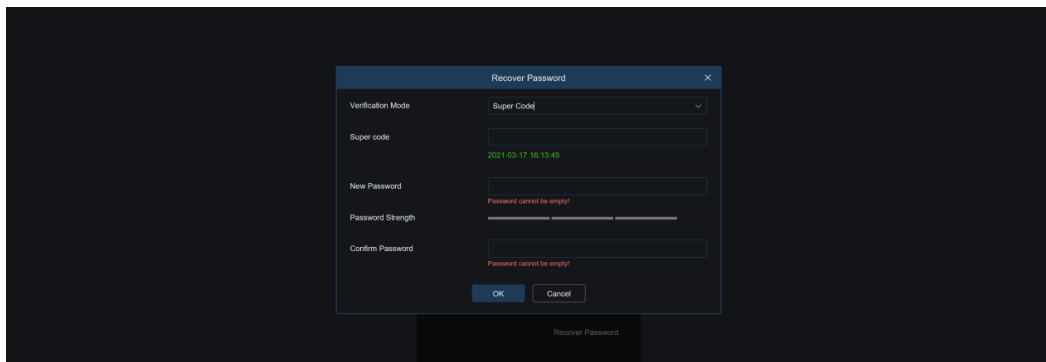 Recover Password
Verification Mode Super Code
Super code
2021-03-17 16:13:45
New Password
Password cannot be empty!
Password Strength
Confirm Password
Password cannot be empty!
OK Cancel
Recover Password